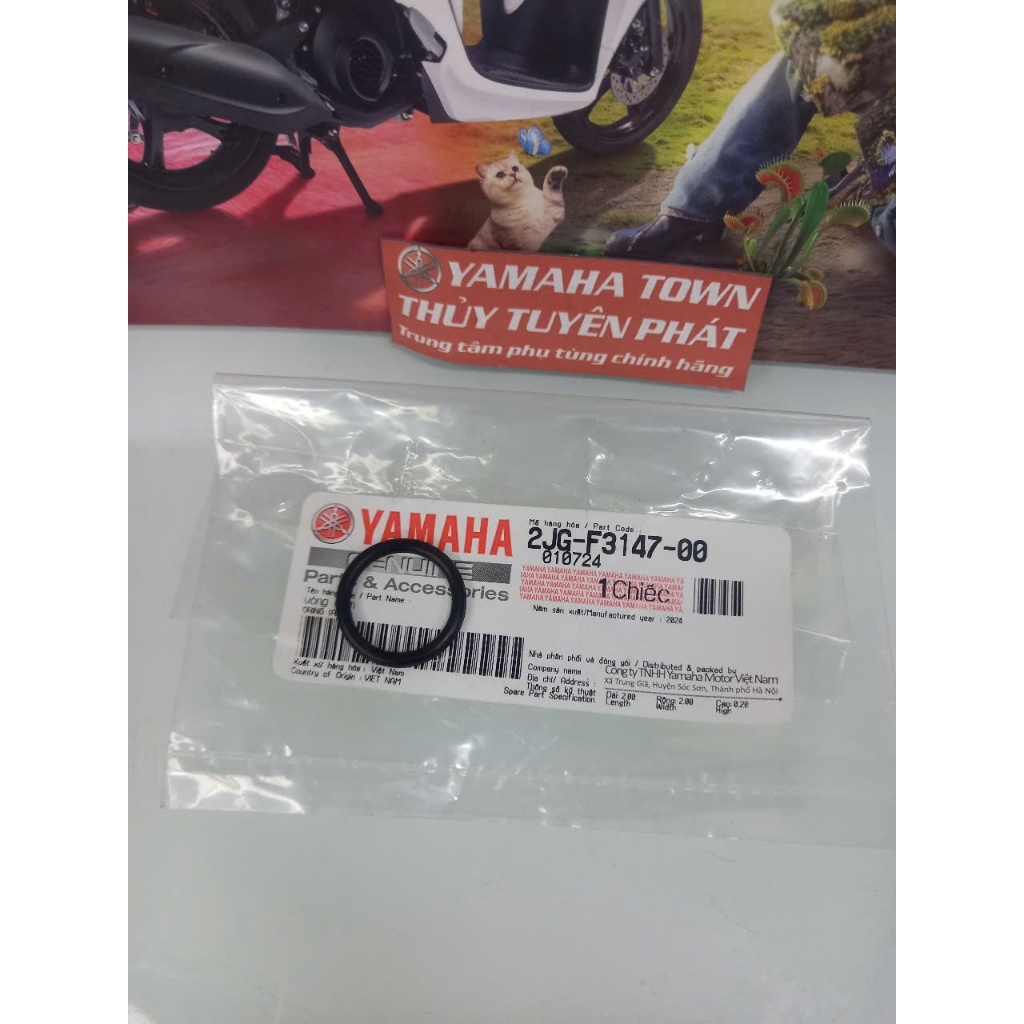 YAMAHA TOWN
THỦY TUYÊN PHÁT
Trung tâm phụ tùng chính hãng
YAMAHA
GENUINE
Parts & Accessories
Mã hàng hóa / Part Code :
2JG-F3147-00
010724
1 Chiếc
Năm sản xuất/Manufactured year : 2024
/ Part Name
Xuất xứ hàng hóa : Việt Nam
Country of Origin : VIET NAM
Nhà phân phối và đóng gói / Distributed & packed by
Company name
Công ty TNHH Yamaha Motor Việt Nam
Địa chỉ/ Address :
Xã Trung Giã, Huyện Sóc Sơn, Thành phố Hà Nội
Thông số kỹ thuật
Spare Part Specification
Dài: 2.00
Length
Rộng: 2.00
Width
Cao: 0.20
High